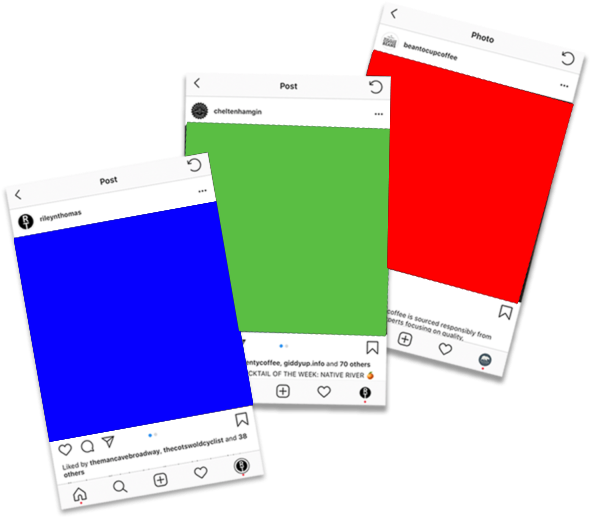 Photo
beantocupcoffee
coffee is sourced responsibly from
perts focusing on quality.
Post
cheltenhamgin
entycoffee, giddyup.info and 70 others
CKTAIL OF THE WEEK: NATIVE RIVER
Post
rileynthomas
Liked by themancavebroadway, thecotswoldcyclist and 38
others